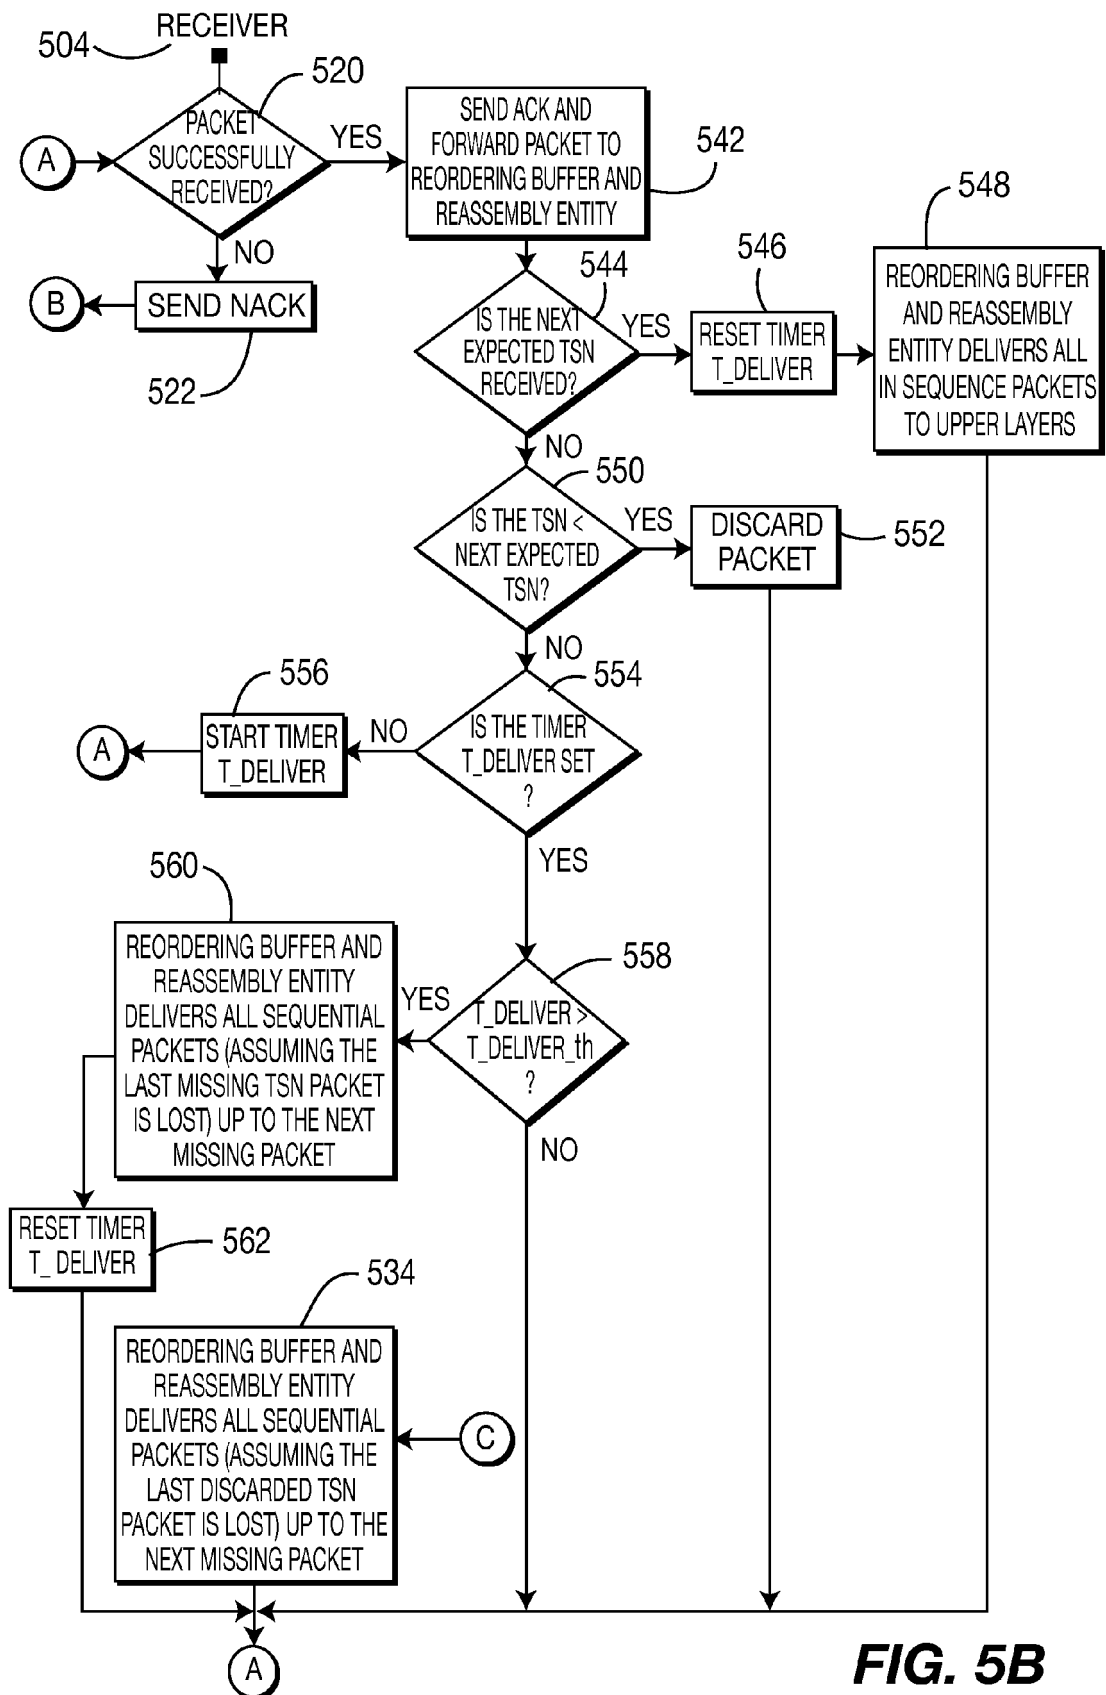 504
RECEIVER
520
PACKET
SUCCESSFULLY
RECEIVED?
A
YES
SEND ACK AND
FORWARD PACKET TO
REORDERING BUFFER AND
REASSEMBLY ENTITY
542
NO
B
SEND NACK
522
544
IS THE NEXT
EXPECTED TSN
RECEIVED?
YES
546
RESET TIMER
T_DELIVER
548
REORDERING BUFFER
AND REASSEMBLY
ENTITY DELIVERS ALL
IN SEQUENCE PACKETS
TO UPPER LAYERS
NO
550
IS THE TSN <
NEXT EXPECTED
TSN?
YES
DISCARD
PACKET
552
NO
554
IS THE TIMER
T_DELIVER SET
?
NO
556
START TIMER
T_DELIVER
A
YES
558
T_DELIVER >
T_DELIVER_th
?
YES
560
REORDERING BUFFER AND
REASSEMBLY ENTITY
DELIVERS ALL SEQUENTIAL
PACKETS (ASSUMING THE
LAST MISSING TSN PACKET
IS LOST) UP TO THE NEXT
MISSING PACKET
NO
RESET TIMER
T_ DELIVER
562
534
REORDERING BUFFER AND
REASSEMBLY ENTITY
DELIVERS ALL SEQUENTIAL
PACKETS (ASSUMING THE
LAST DISCARDED TSN
PACKET IS LOST) UP TO THE
NEXT MISSING PACKET
C
A
FIG. 5B